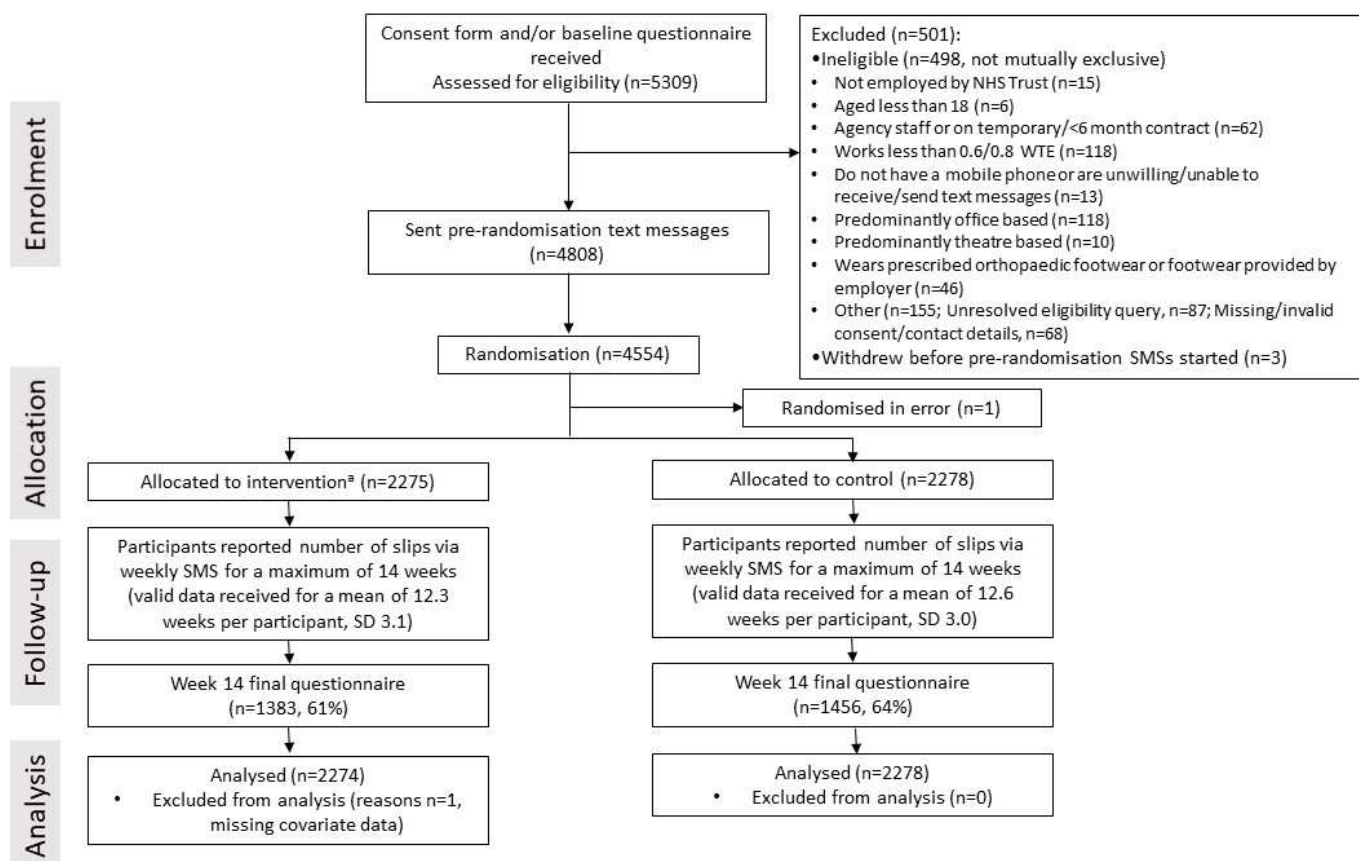 Consent form and/or baseline questionnaire
received
Assessed for eligibility (n=5309)
Excluded (n=501):
•Ineligible (n=498, not mutually exclusive)
• Not employed by NHS Trust (n=15)
• Aged less than 18 (n=6)
• Agency staff or on temporary/<6 month contract (n=62)
• Works less than 0.6/0.8 WTE (n=118)
• Do not have a mobile phone or are unwilling/unable to
receive/send text messages (n=13)
• Predominantly office based (n=118)
• Predominantly theatre based (n=10)
• Wears prescribed orthopaedic footwear or footwear provided by
employer (n=46)
• Other (n=155; Unresolved eligibility query, n=87; Missing/invalid
consent/contact details, n=68)
•Withdrew before pre-randomisation SMSs started (n=3)
Enrolment
Sent pre-randomisation text messages
(n=4808)
Randomisation (n=4554)
Randomised in error (n=1)
Allocation
Allocated to interventionª (n=2275)
Allocated to control (n=2278)
Follow-up
Participants reported number of slips via
weekly SMS for a maximum of 14 weeks
(valid data received for a mean of 12.3
weeks per participant, SD 3.1)
Participants reported number of slips via
weekly SMS for a maximum of 14 weeks
(valid data received for a mean of 12.6
weeks per participant, SD 3.0)
Week 14 final questionnaire
(n=1383, 61%)
Week 14 final questionnaire
(n=1456, 64%)
Analysis
Analysed (n=2274)
• Excluded from analysis (reasons n=1,
missing covariate data)
Analysed (n=2278)
• Excluded from analysis (n=0)